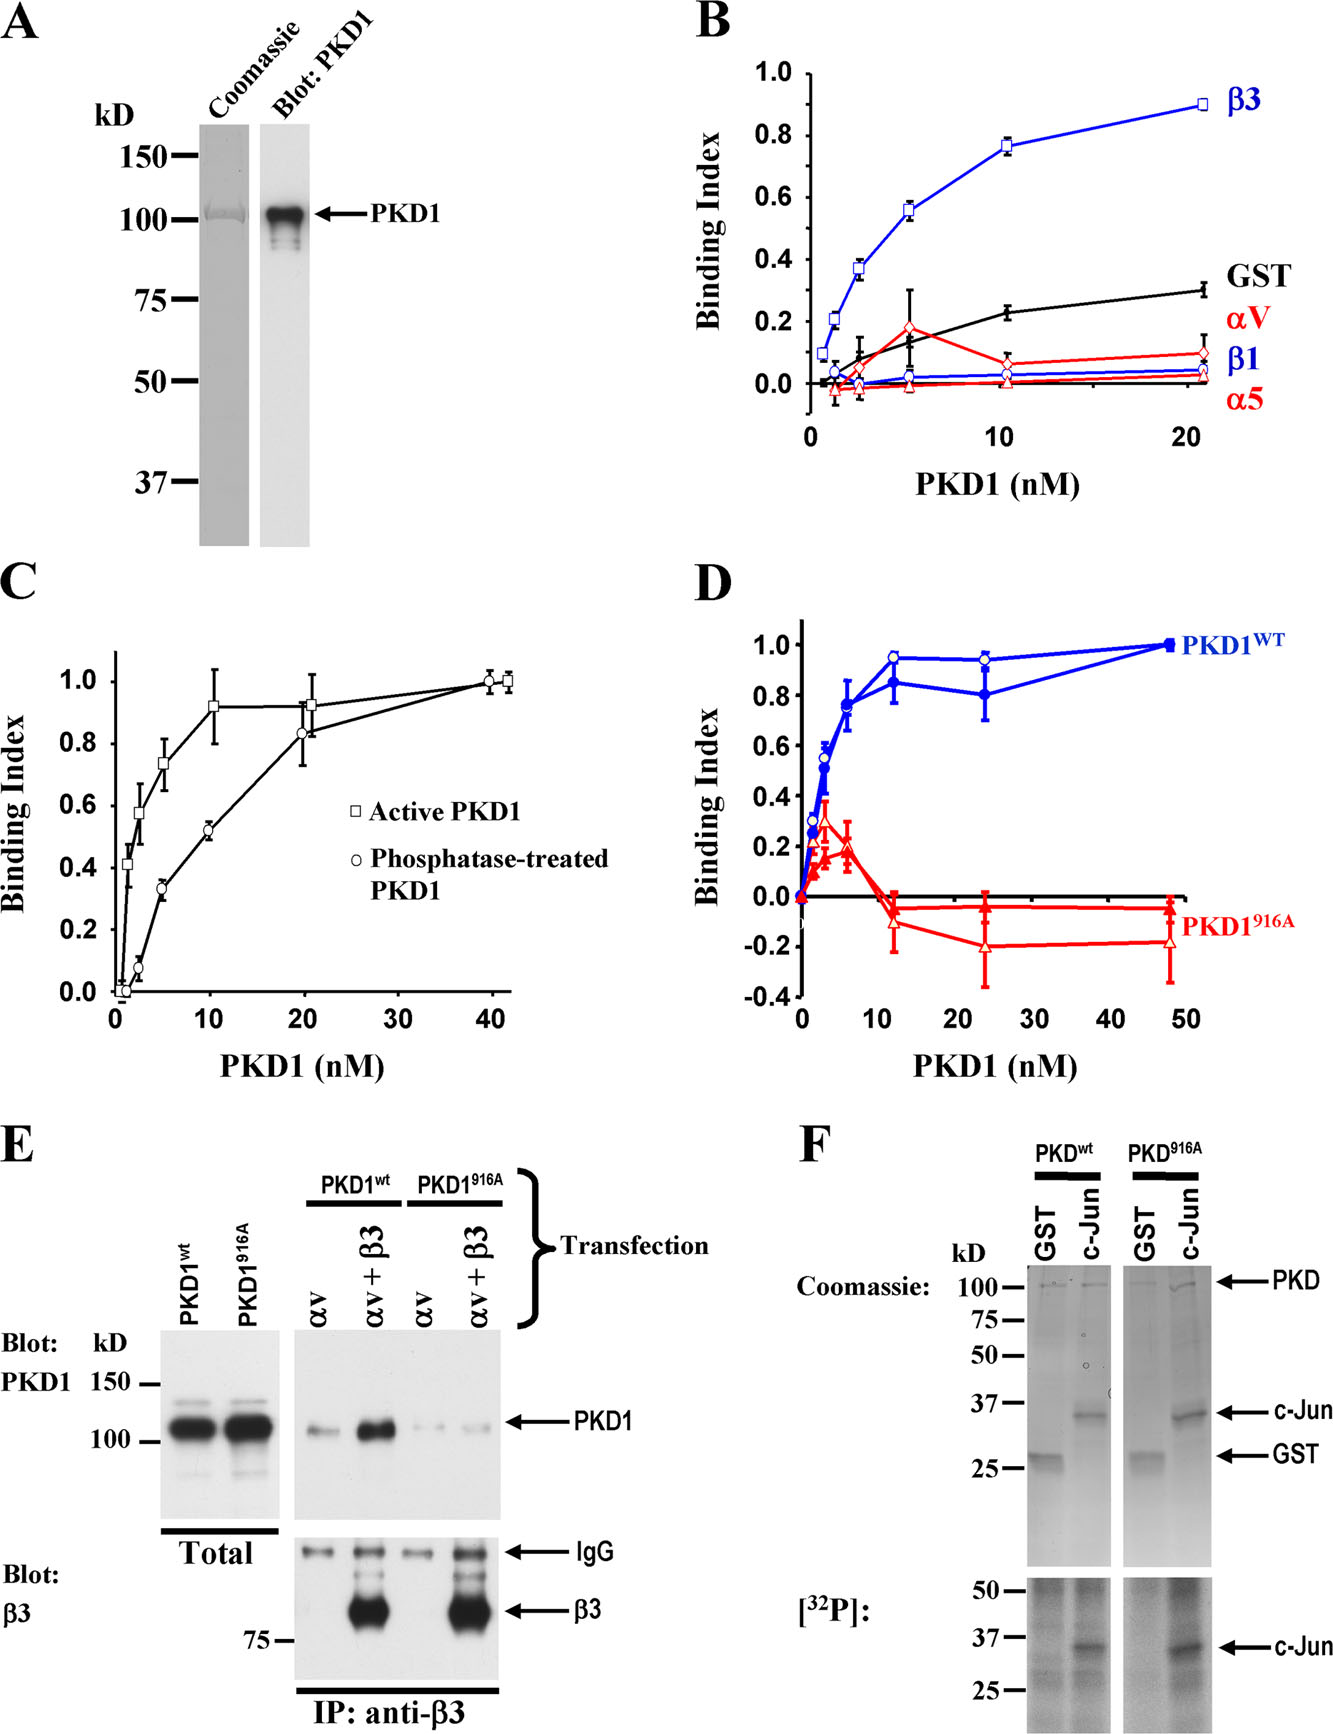 A
Coomassie
Blot: PKD1
kD
150
100
75
50
37
PKD1
B
Binding Index
1.0
0.8
0.6
0.4
0.2
0.0
0
10
20
PKD1 (nM)
β3
GST
αV
β1
α5
C
Binding Index
1.0
0.8
0.6
0.4
0.2
0.0
0
10
20
30
40
PKD1 (nM)
Active PKD1
Phosphatase-treated
PKD1
D
Binding Index
1.0
0.8
0.6
0.4
0.2
0.0
-0.2
-0.4
0
10
20
30
40
50
PKD1 (nM)
PKD1WT
PKD1916A
E
PKD1wt PKD1916A
αv
αv + β3
αv
αv + β3
Transfection
PKD1wt
PKD1916A
Blot: kD
PKD1
150
100
PKD1
Total
Blot:
β3
IgG
β3
75
IP: anti-β3
F
PKDwt PKD916A
GST
c-Jun
GST
c-Jun
kD
Coomassie:
100
75
50
37
25
PKD
c-Jun
GST
[32P]:
50
37
25
c-Jun